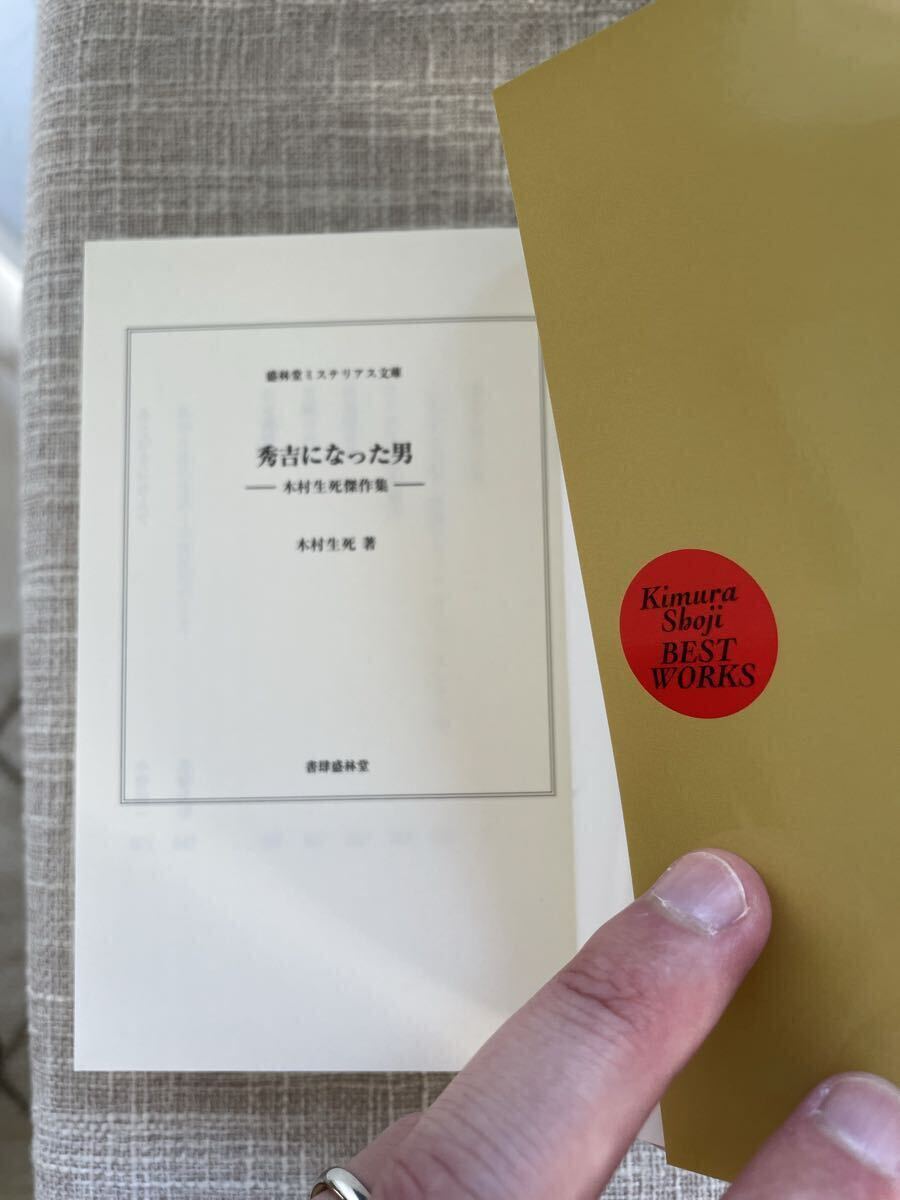 盛林堂ミステリアス文庫
秀吉になった男
── 木村生死傑作集 ──
木村生死 著
書肆盛林堂
Kimura
Shoji
BEST
WORKS